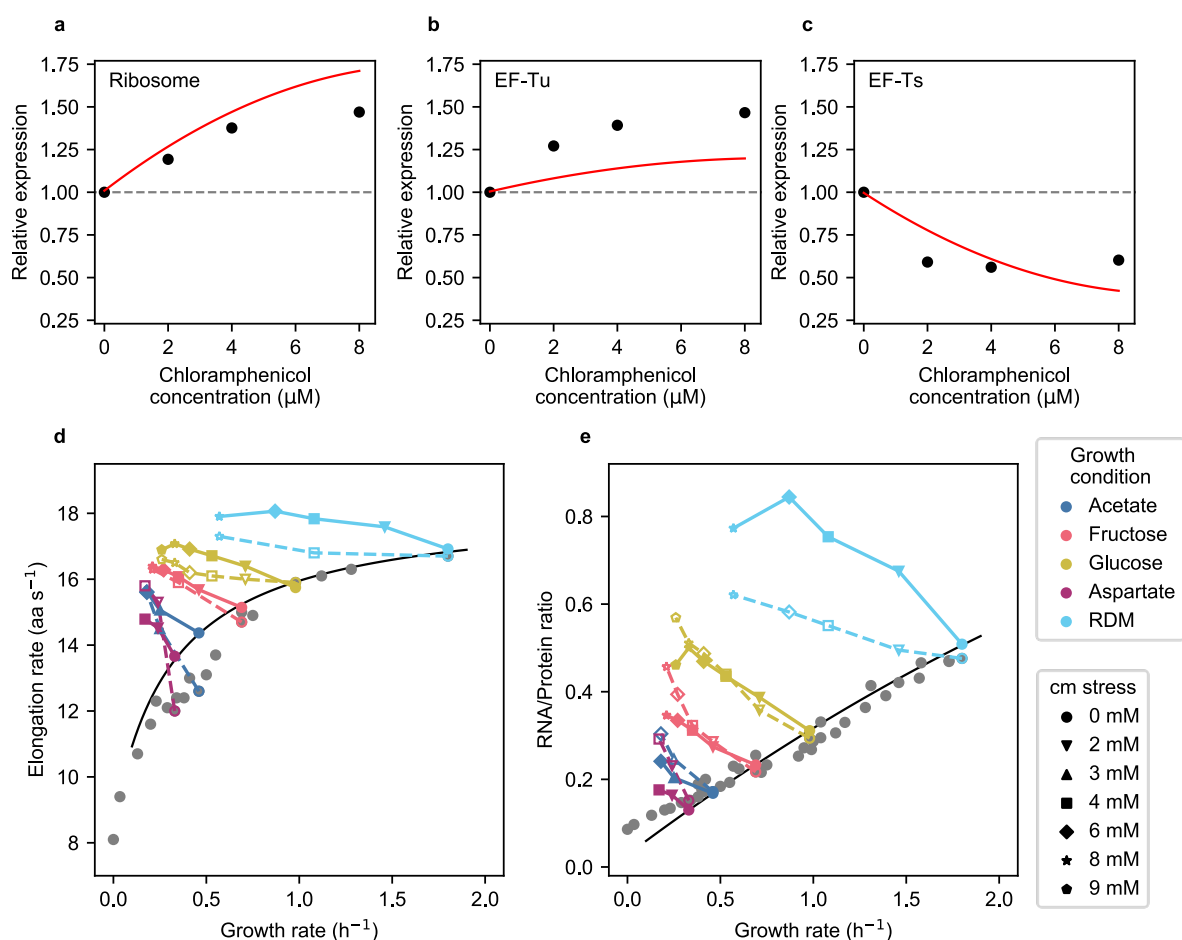 a
b
c
1.75
1.50
1.25
1.00
0.75
0.50
0.25
Relative expression
Ribosome
0 2 4 6 8
Chloramphenicol
concentration (μM)
1.75
1.50
1.25
1.00
0.75
0.50
0.25
Relative expression
EF-Tu
0 2 4 6 8
Chloramphenicol
concentration (μM)
1.75
1.50
1.25
1.00
0.75
0.50
0.25
Relative expression
EF-Ts
0 2 4 6 8
Chloramphenicol
concentration (μM)
d
18
16
14
12
10
8
Elongation rate (aa s⁻¹)
0.0 0.5 1.0 1.5 2.0
Growth rate (h⁻¹)
e
0.8
0.6
0.4
0.2
0.0
RNA/Protein ratio
0.0 0.5 1.0 1.5 2.0
Growth rate (h⁻¹)
Growth
condition
Acetate
Fructose
Glucose
Aspartate
RDM
cm stress
0 mM
2 mM
3 mM
4 mM
6 mM
8 mM
9 mM